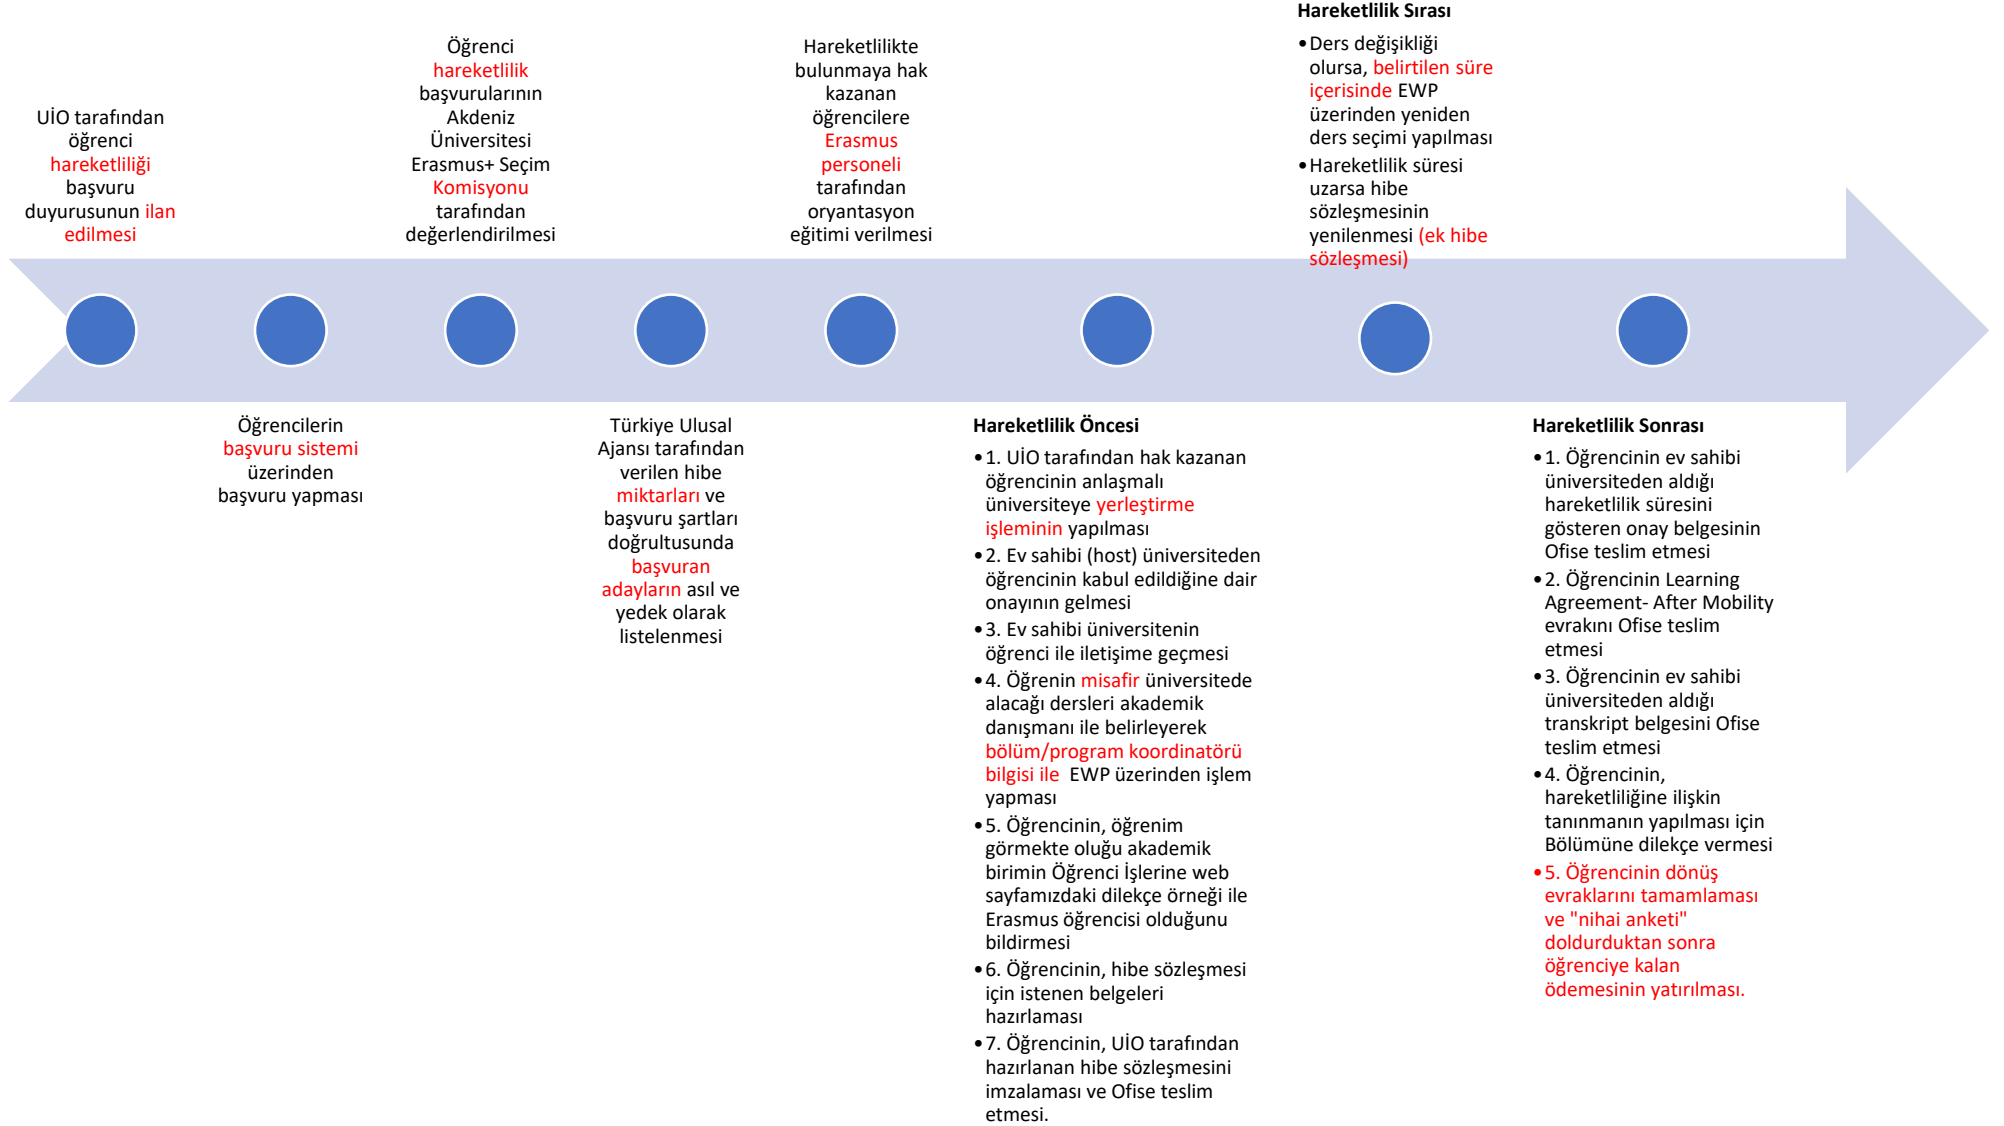 UİO tarafından
öğrenci
hareketliliği
başvuru
duyurusunun ilan
edilmesi
Öğrencilerin
başvuru sistemi
üzerinden
başvuru yapması
Öğrenci
hareketlilik
başvurularının
Akdeniz
Üniversitesi
Erasmus+ Seçim
Komisyonu
tarafından
değerlendirilmesi
Türkiye Ulusal
Ajansı tarafından
verilen hibe
miktarları ve
başvuru şartları
doğrultusunda
başvuran
adayların asıl ve
yedek olarak
listelenmesi
Hareketlilikte
bulunmaya hak
kazanan
öğrencilere
Erasmus
personeli
tarafından
oryantasyon
eğitimi verilmesi
Hareketlilik Öncesi
•1. UİO tarafından hak kazanan
öğrencinin anlaşmalı
üniversiteye yerleştirme
işleminin yapılması
•2. Ev sahibi (host) üniversiteden
öğrencinin kabul edildiğine dair
onayının gelmesi
•3. Ev sahibi üniversitenin
öğrenci ile iletişime geçmesi
•4. Öğrenin misafir üniversitede
alacağı dersleri akademik
danışmanı ile belirleyerek
bölüm/program koordinatörü
bilgisi ile EWP üzerinden işlem
yapması
•5. Öğrencinin, öğrenim
görmekte oluğu akademik
birimin Öğrenci İşlerine web
sayfamızdaki dilekçe örneği ile
Erasmus öğrencisi olduğunu
bildirmesi
•6. Öğrencinin, hibe sözleşmesi
için istenen belgeleri
hazırlaması
•7. Öğrencinin, UİO tarafından
hazırlanan hibe sözleşmesini
imzalaması ve Ofise teslim
etmesi.
Hareketlilik Sırası
•Ders değişikliği
olursa, belirtilen süre
içerisinde EWP
üzerinden yeniden
ders seçimi yapılması
•Hareketlilik süresi
uzarsa hibe
sözleşmesinin
yenilenmesi (ek hibe
sözleşmesi)
Hareketlilik Sonrası
•1. Öğrencinin ev sahibi
üniversiteden aldığı
hareketlilik süresini
gösteren onay belgesinin
Ofise teslim etmesi
•2. Öğrencinin Learning
Agreement- After Mobility
evrakını Ofise teslim
etmesi
•3. Öğrencinin ev sahibi
üniversiteden aldığı
transkript belgesini Ofise
teslim etmesi
•4. Öğrencinin,
hareketliliğine ilişkin
tanınmanın yapılması için
Bölümüne dilekçe vermesi
•5. Öğrencinin dönüş
evraklarını tamamlaması
ve "nihai anketi"
doldurduktan sonra
öğrenciye kalan
ödemesinin yatırılması.